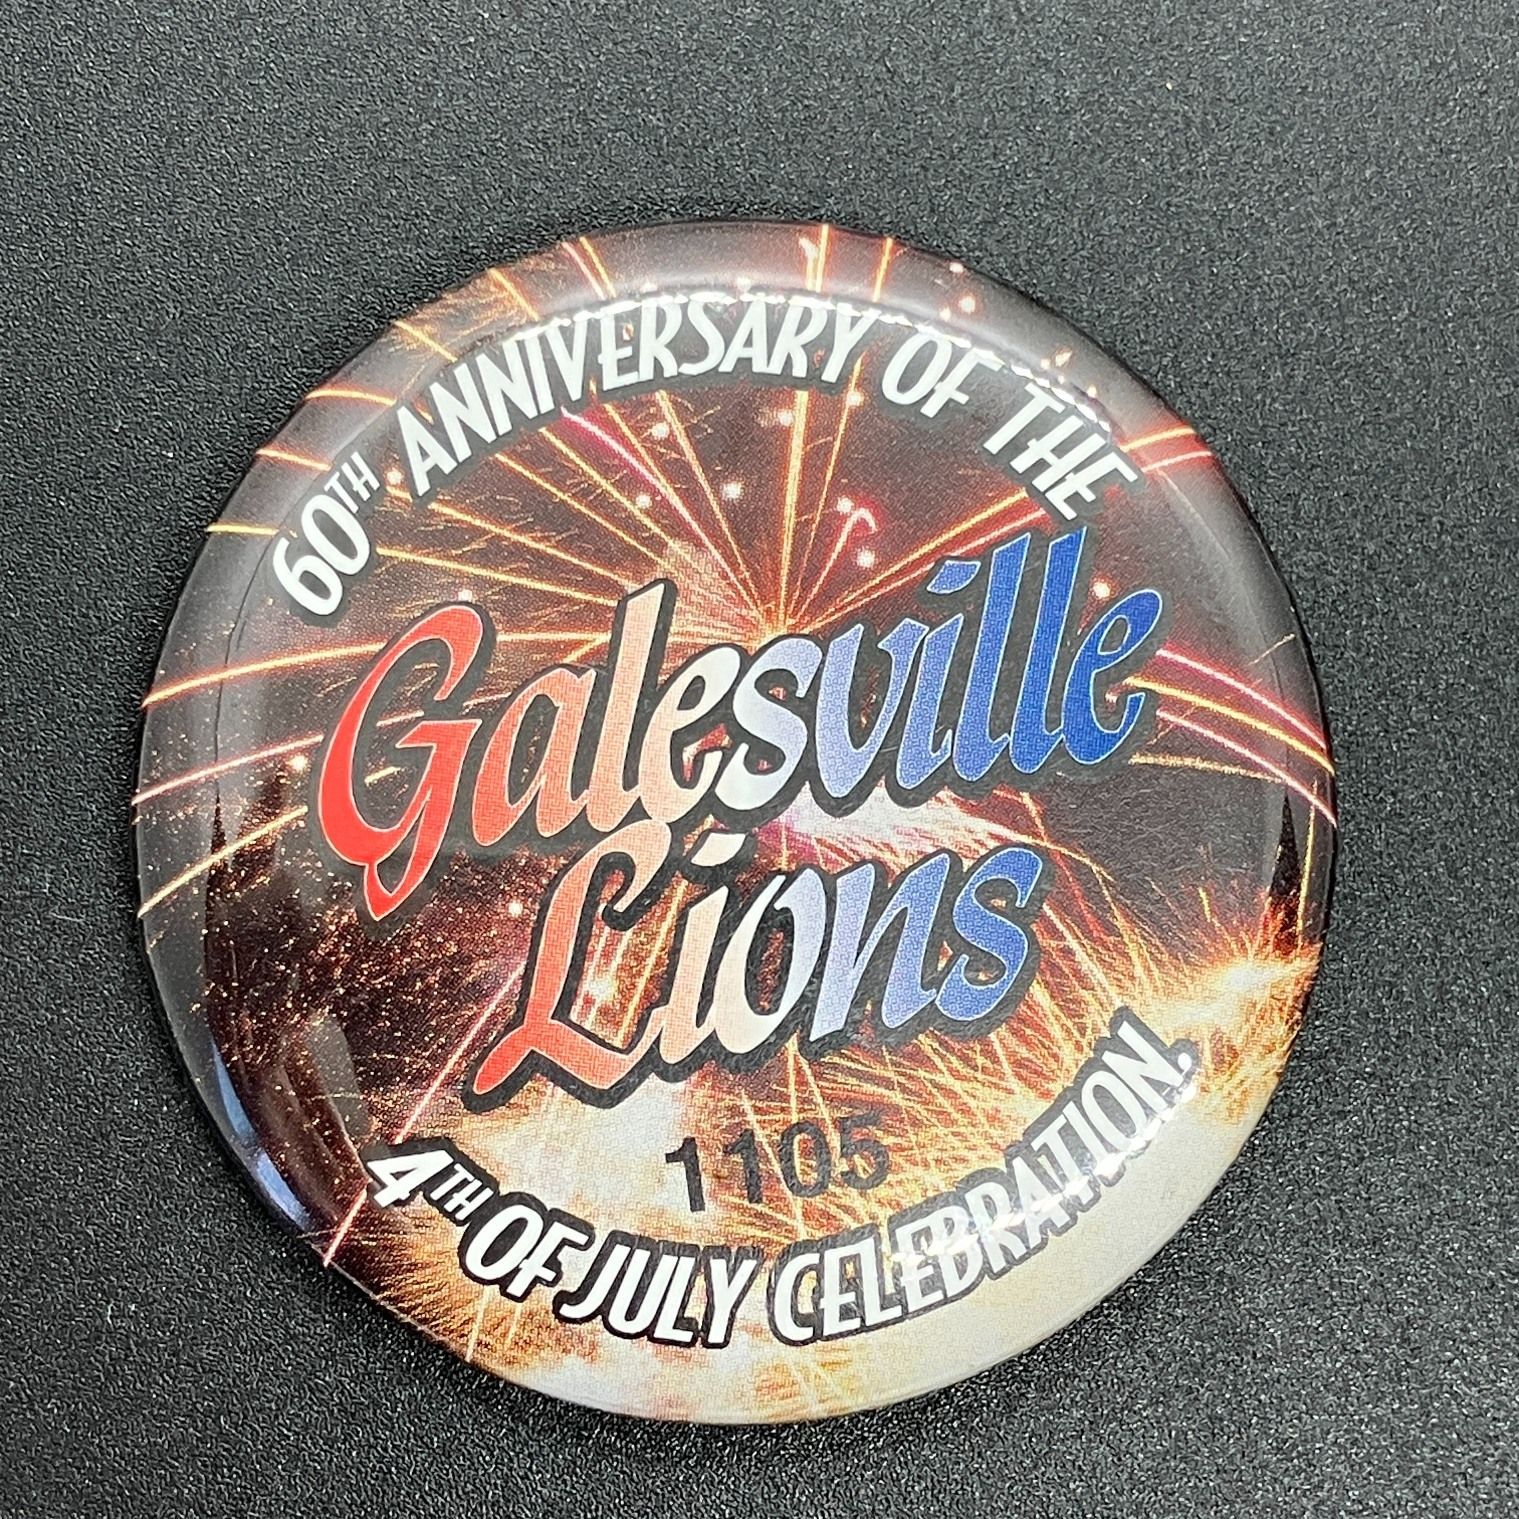 60TH ANNIVERSARY OF THE
Galesville
Lions
1105
4TH OF JULY CELEBRATION.